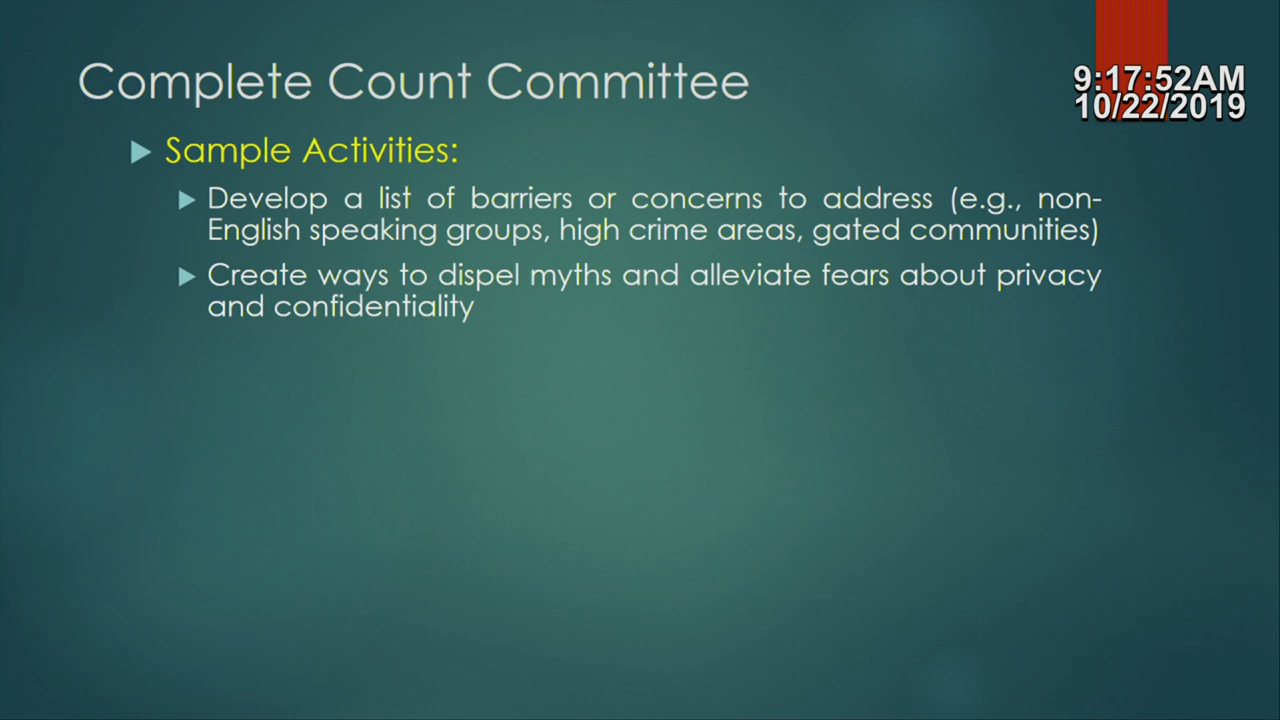 Complete Count Committee
9:17:52AM
10/22/2019
Sample Activities:
Develop a list of barriers or concerns to address (e.g., non-
English speaking groups, high crime areas, gated communities)
Create ways to dispel myths and alleviate fears about privacy
and confidentiality